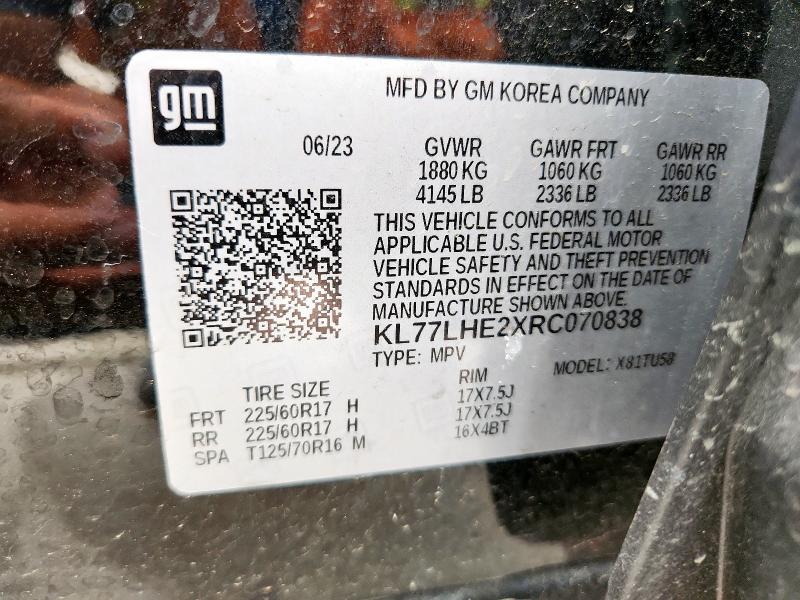 gm
MFD BY GM KOREA COMPANY
06/23 GVWR GAWR FRT GAWR RR
1880 KG 1060 KG 1060 KG
4145 LB 2336 LB 2336 LB
THIS VEHICLE CONFORMS TO ALL
APPLICABLE U.S. FEDERAL MOTOR
VEHICLE SAFETY AND THEFT PREVENTION
STANDARDS IN EFFECT ON THE DATE OF
MANUFACTURE SHOWN ABOVE.
KL77LHE2XRC070838
TYPE: MPV MODEL: X81TU58
TIRE SIZE RIM
FRT 225/60R17 H 17X7.5J
RR 225/60R17 H 17X7.5J
SPA T125/70R16 M 16X4BT